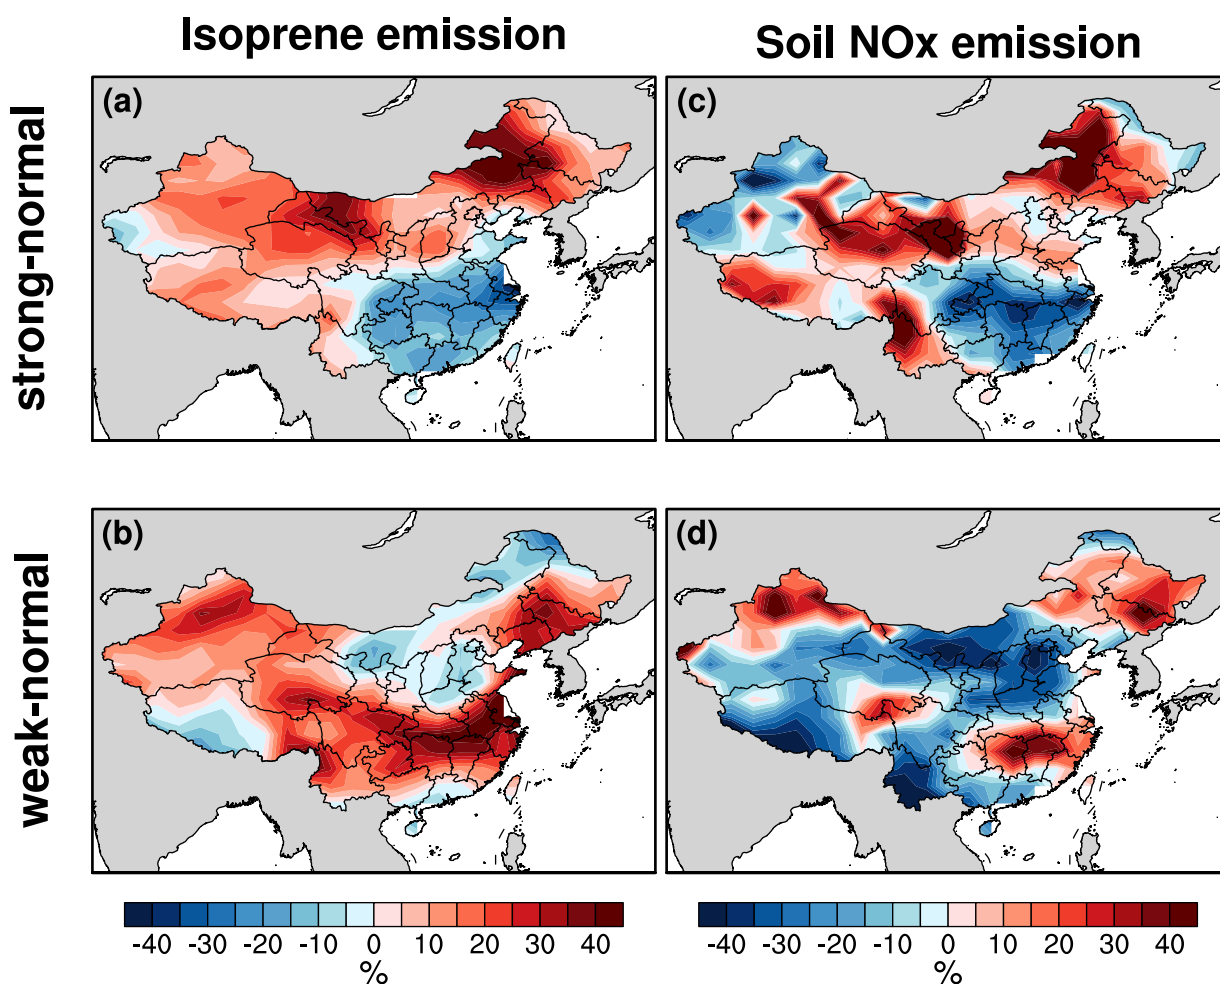 Isoprene emission
Soil NOx emission
strong-normal
(a)
(c)
weak-normal
(b)
(d)
-40 -30 -20 -10 0 10 20 30 40
%
-40 -30 -20 -10 0 10 20 30 40
%